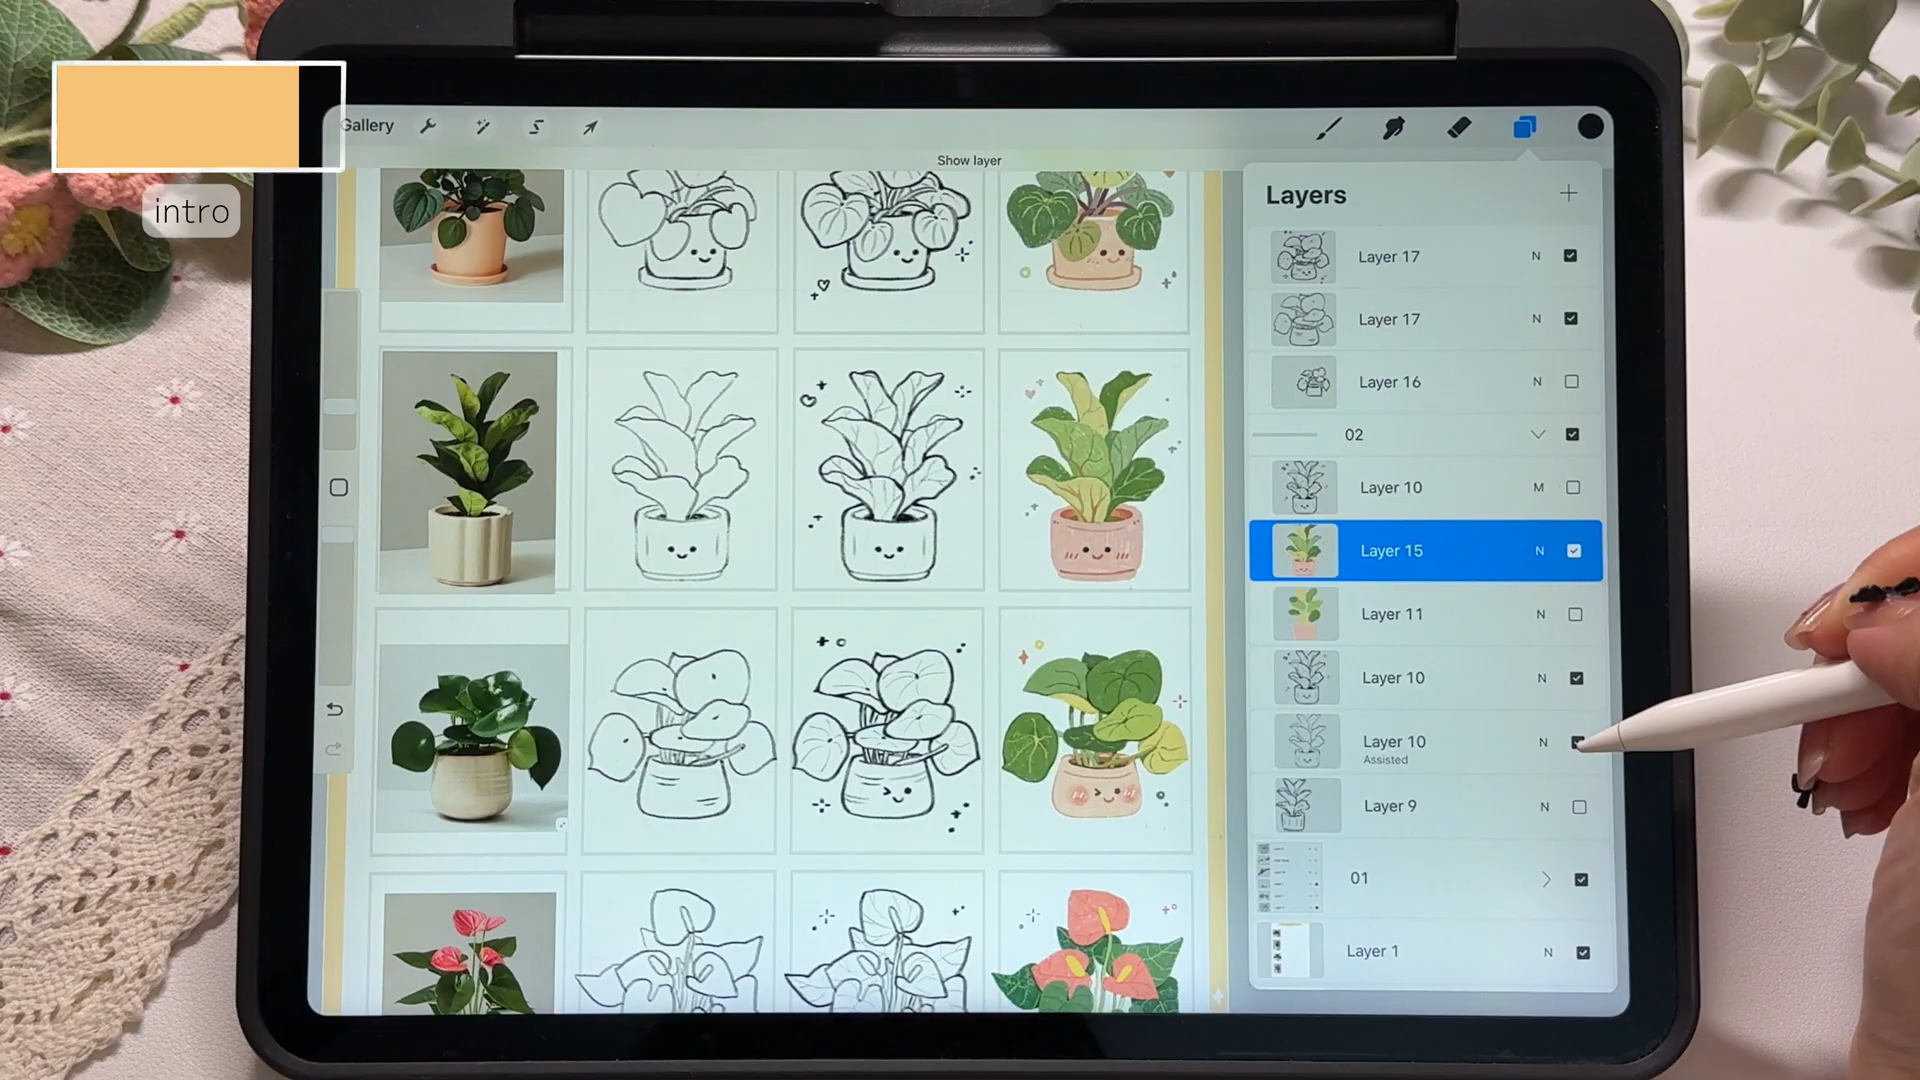 intro
Gallery
Show layer
Layers
Layer 17 N
Layer 17 N
Layer 16 N
02
Layer 10 M
Layer 15 N
Layer 11 N
Layer 10 N
Layer 10 N
Assisted
Layer 9 N
01
Layer 1 N